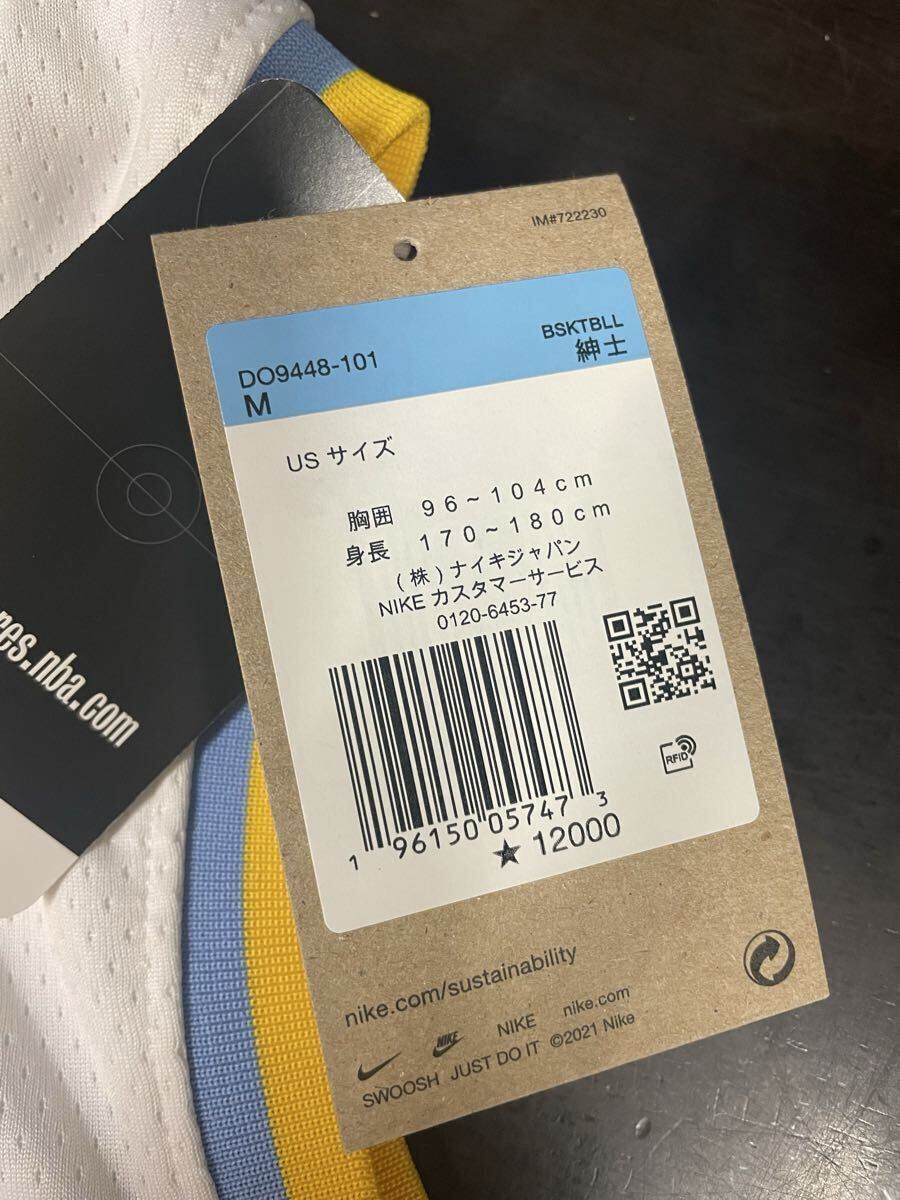 IM#722230
BSKTBLL
紳士
DO9448-101
M
US サイズ
胸囲 96~104cm
身長 170~180cm
(株)ナイキジャパン
NIKE カスタマーサービス
0120-6453-77
RFID
1 96150 05747 3
★ 12000
nike.com/sustainability
NIKE NIKE nike.com
SWOOSH JUST DO IT ©2021 Nike
res.nba.com